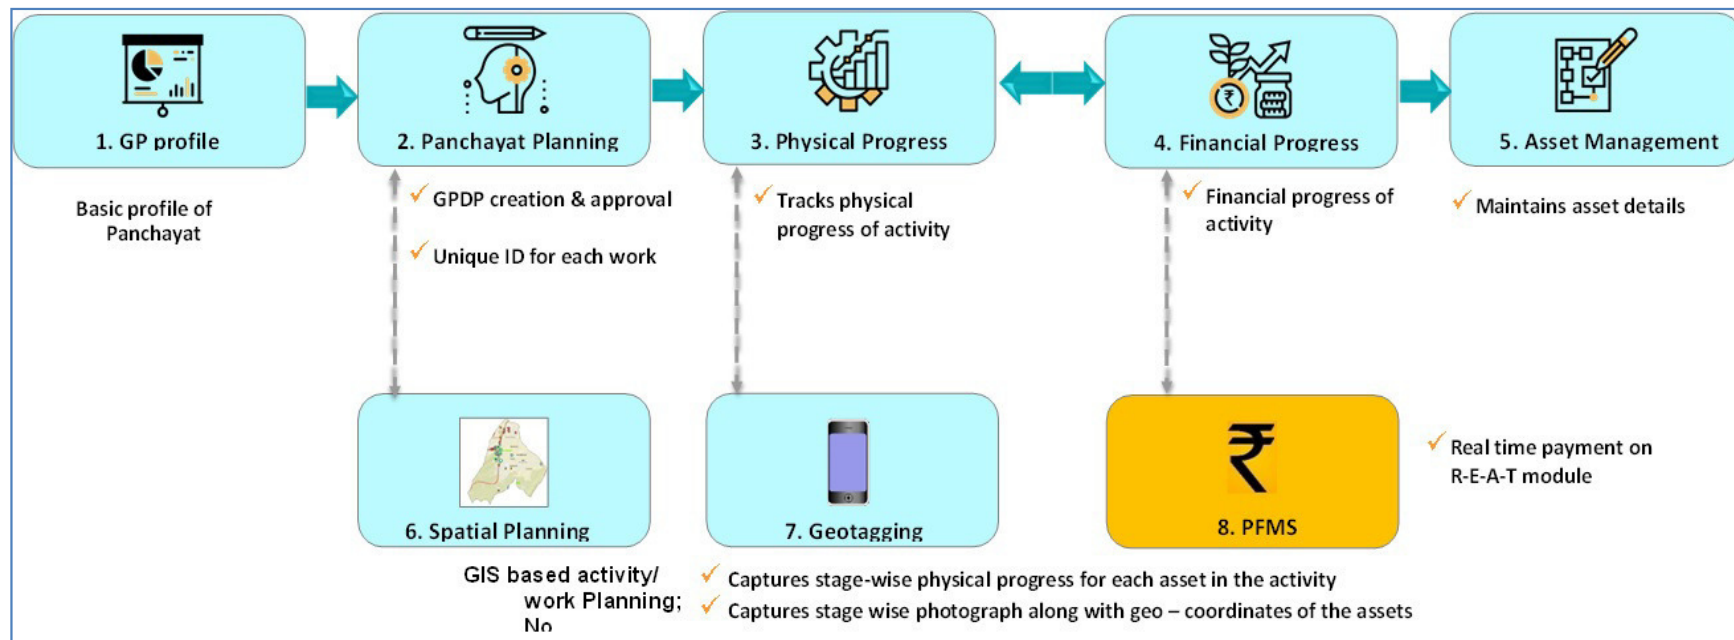 1. GP profile
2. Panchayat Planning
3. Physical Progress
4. Financial Progress
5. Asset Management
Basic profile of
Panchayat
✓ GPDP creation & approval
✓ Unique ID for each work
✓ Tracks physical
progress of activity
✓ Financial progress of
activity
✓ Maintains asset details
6. Spatial Planning
7. Geotagging
₹
8. PFMS
✓ Real time payment on
R-E-A-T module
GIS based activity/
work Planning;
No
✓ Captures stage-wise physical progress for each asset in the activity
✓ Captures stage wise photograph along with geo – coordinates of the assets